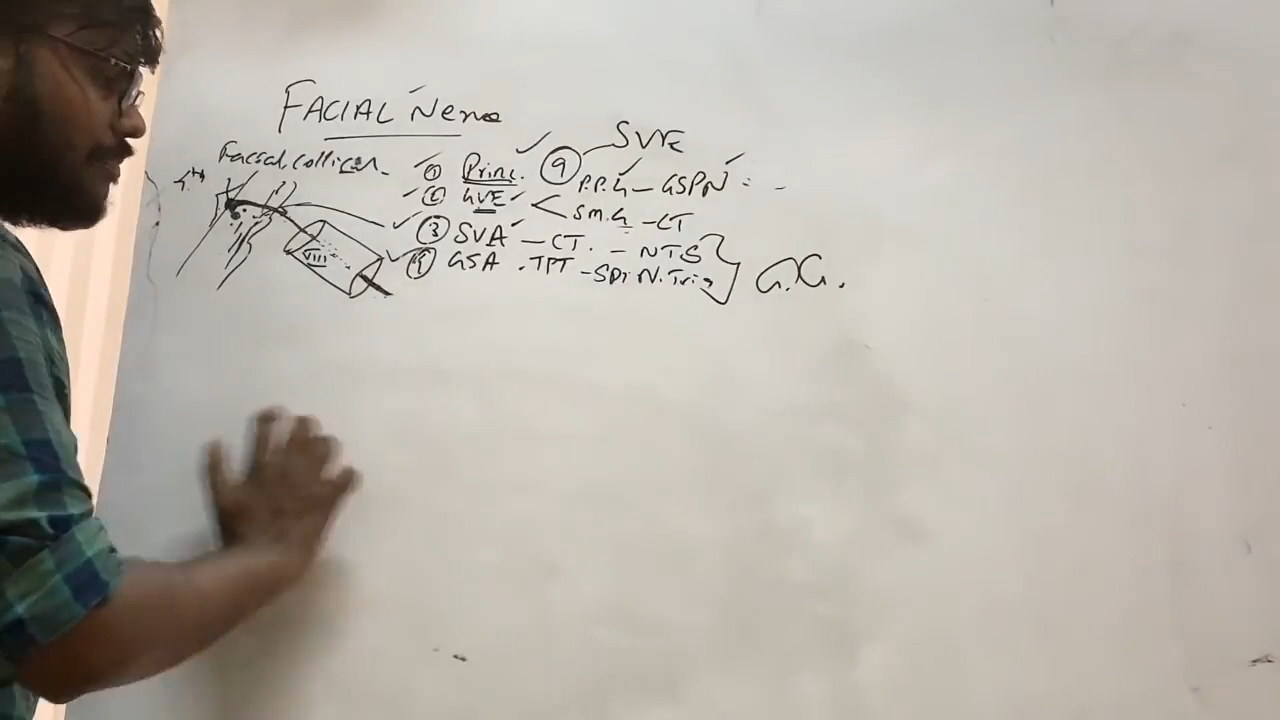 FACIAL Nerve
SVE
Facial collicu.
① Princ. ⑨
P.P.G - GSPN : -
② GVE < S.M.G - CT
③ SVA - CT. - NTS
④ GSA . TPT - SPI N. Trig } G.G.
VIII